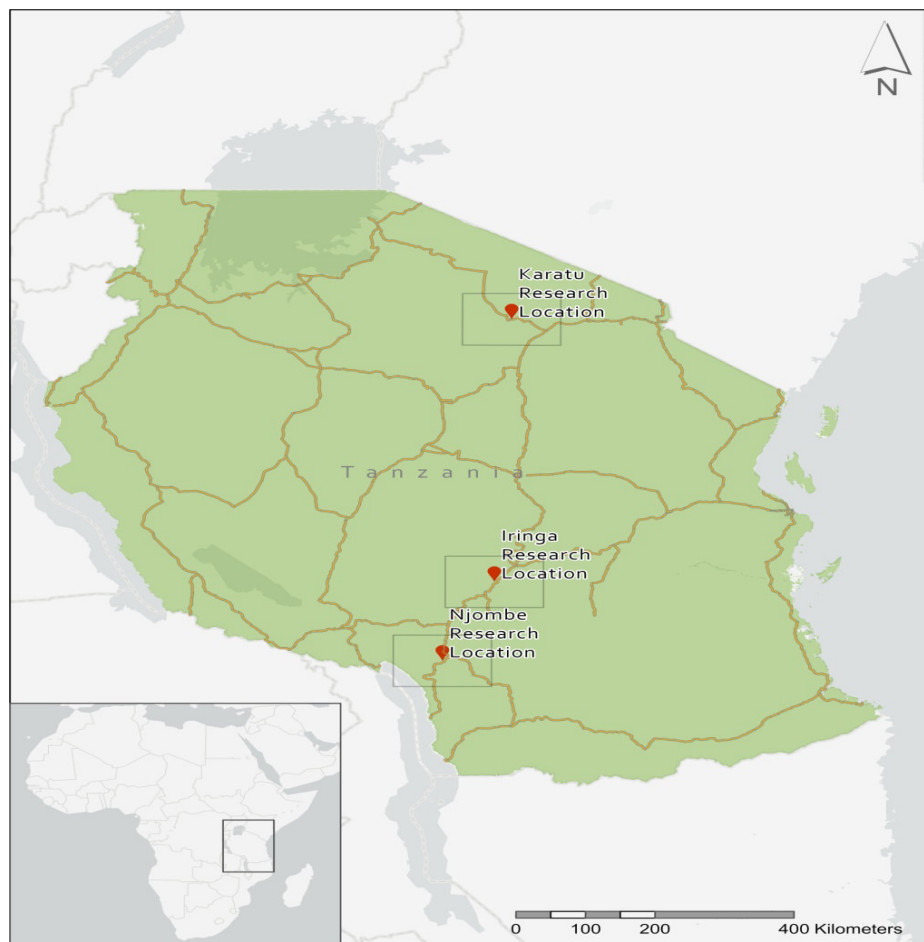 N
Karatu
Research
Location
Tanzania
Iringa
Research
Location
Njombe
Research
Location
0 100 200 400 Kilometers